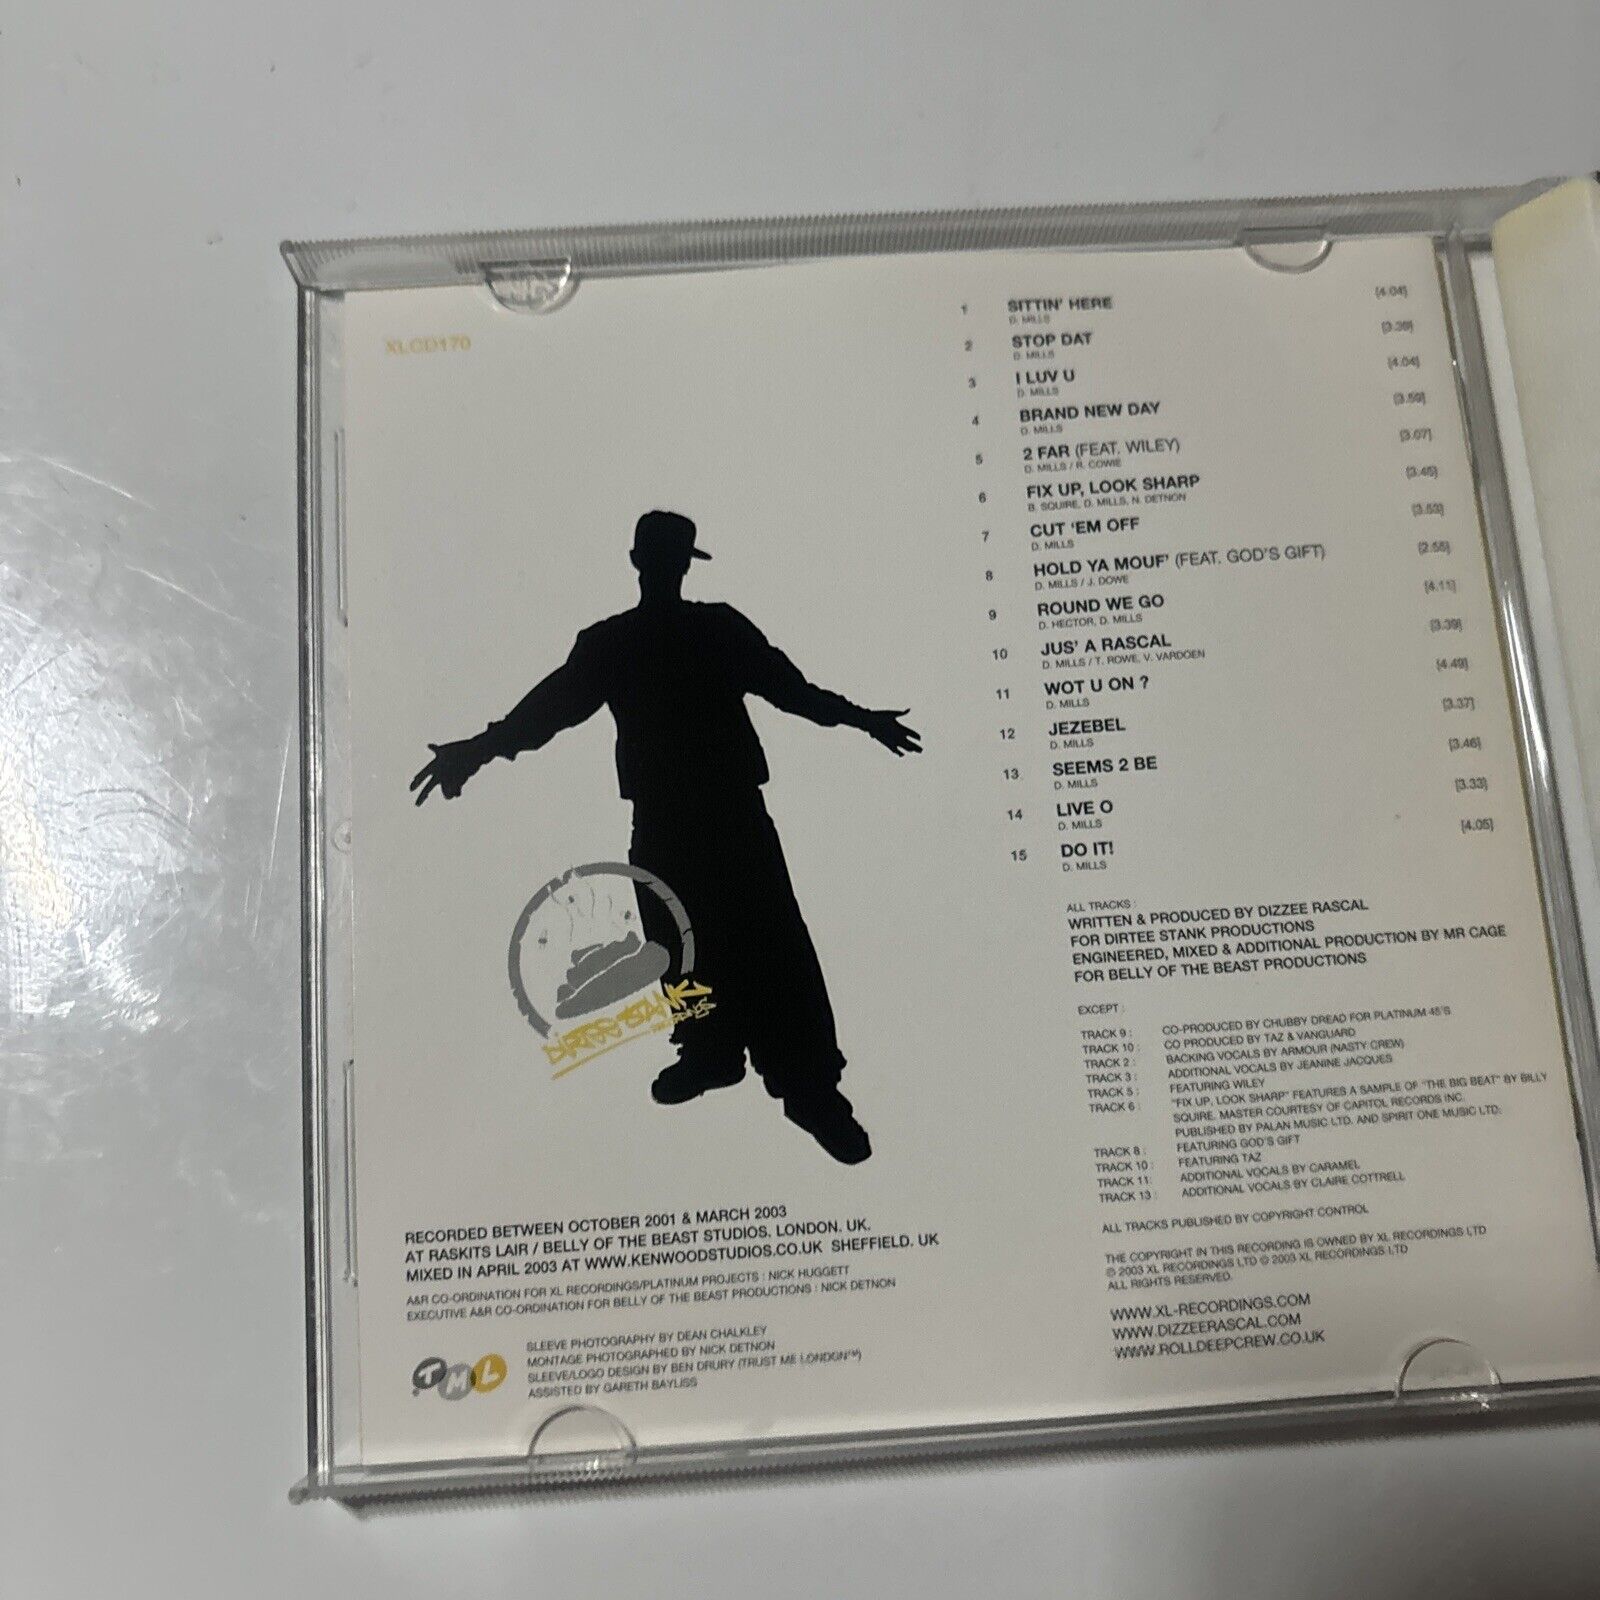 XLCD170
1 SITTIN' HERE [4.04]
D. MILLS
2 STOP DAT [3.39]
D. MILLS
3 I LUV U [4.04]
D. MILLS
4 BRAND NEW DAY [3.59]
D. MILLS
5 2 FAR (FEAT. WILEY) [3.07]
D. MILLS / R. COWIE
6 FIX UP, LOOK SHARP [3.45]
B. SQUIRE, D. MILLS, N. DETNON
7 CUT 'EM OFF [3.53]
D. MILLS
8 HOLD YA MOUF' (FEAT. GOD'S GIFT) [2.55]
D. MILLS / J. DOWE
9 ROUND WE GO [4.11]
D. HECTOR, D. MILLS
10 JUS' A RASCAL [3.39]
D. MILLS / T. ROWE, V. VARDOEN
11 WOT U ON ? [4.49]
D. MILLS
12 JEZEBEL [3.37]
D. MILLS
13 SEEMS 2 BE [3.46]
D. MILLS
14 LIVE O [3.33]
D. MILLS
15 DO IT! [4.05]
D. MILLS
ALL TRACKS :
WRITTEN & PRODUCED BY DIZZEE RASCAL
FOR DIRTEE STANK PRODUCTIONS
ENGINEERED, MIXED & ADDITIONAL PRODUCTION BY MR CAGE
FOR BELLY OF THE BEAST PRODUCTIONS
EXCEPT :
TRACK 9 : CO-PRODUCED BY CHUBBY DREAD FOR PLATINUM 45'S
TRACK 10 : CO PRODUCED BY TAZ & VANGUARD
TRACK 2 : BACKING VOCALS BY ARMOUR (NASTY CREW)
TRACK 3 : ADDITIONAL VOCALS BY JEANINE JACQUES
TRACK 5 : FEATURING WILEY
TRACK 6 : "FIX UP, LOOK SHARP" FEATURES A SAMPLE OF "THE BIG BEAT" BY BILLY
SQUIRE. MASTER COURTESY OF CAPITOL RECORDS INC.
PUBLISHED BY PALAN MUSIC LTD. AND SPIRIT ONE MUSIC LTD.
TRACK 8 : FEATURING GOD'S GIFT
TRACK 10 : FEATURING TAZ
TRACK 11: ADDITIONAL VOCALS BY CARAMEL
TRACK 13 : ADDITIONAL VOCALS BY CLAIRE COTTRELL
ALL TRACKS PUBLISHED BY COPYRIGHT CONTROL
THE COPYRIGHT IN THIS RECORDING IS OWNED BY XL RECORDINGS LTD
℗ 2003 XL RECORDINGS LTD © 2003 XL RECORDINGS LTD
ALL RIGHTS RESERVED.
WWW.XL-RECORDINGS.COM
WWW.DIZZEERASCAL.COM
WWW.ROLLDEEPCREW.CO.UK
DIRTEE STANK
RECORDINGS
RECORDED BETWEEN OCTOBER 2001 & MARCH 2003
AT RASKITS LAIR / BELLY OF THE BEAST STUDIOS. LONDON. UK.
MIXED IN APRIL 2003 AT WWW.KENWOODSTUDIOS.CO.UK SHEFFIELD. UK
A&R CO-ORDINATION FOR XL RECORDINGS/PLATINUM PROJECTS : NICK HUGGETT
EXECUTIVE A&R CO-ORDINATION FOR BELLY OF THE BEAST PRODUCTIONS : NICK DETNON
TML
SLEEVE PHOTOGRAPHY BY DEAN CHALKLEY
MONTAGE PHOTOGRAPHED BY NICK DETNON
SLEEVE/LOGO DESIGN BY BEN DRURY (TRUST ME LONDON™)
ASSISTED BY GARETH BAYLISS